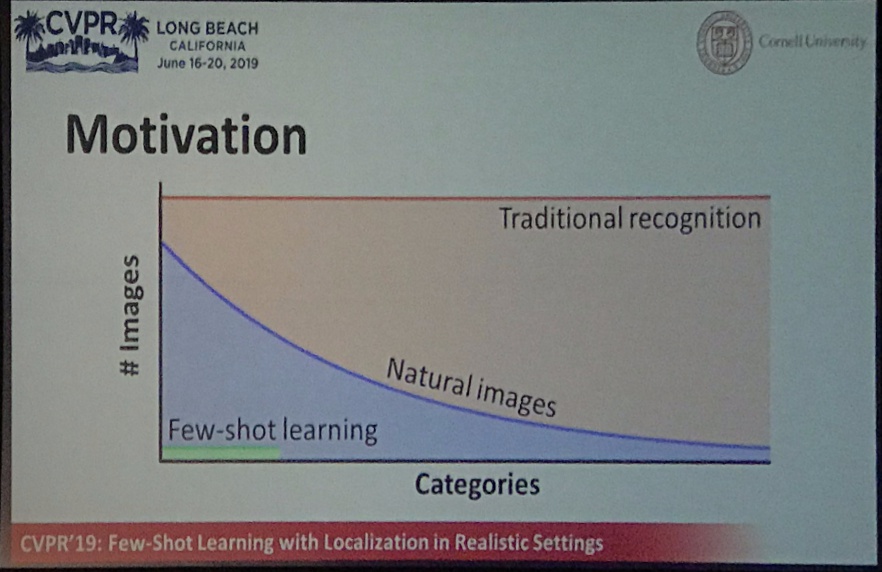 CVPR
LONG BEACH
CALIFORNIA
June 16-20, 2019
Cornell University
Motivation
Traditional recognition
# Images
Natural images
Few-shot learning
Categories
CVPR'19: Few-Shot Learning with Localization in Realistic Settings